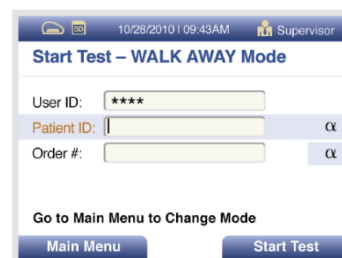 10/28/2010 | 09:43AM Supervisor
Start Test – WALK AWAY Mode
User ID: ****
Patient ID: α
Order #: α
Go to Main Menu to Change Mode
Main Menu Start Test